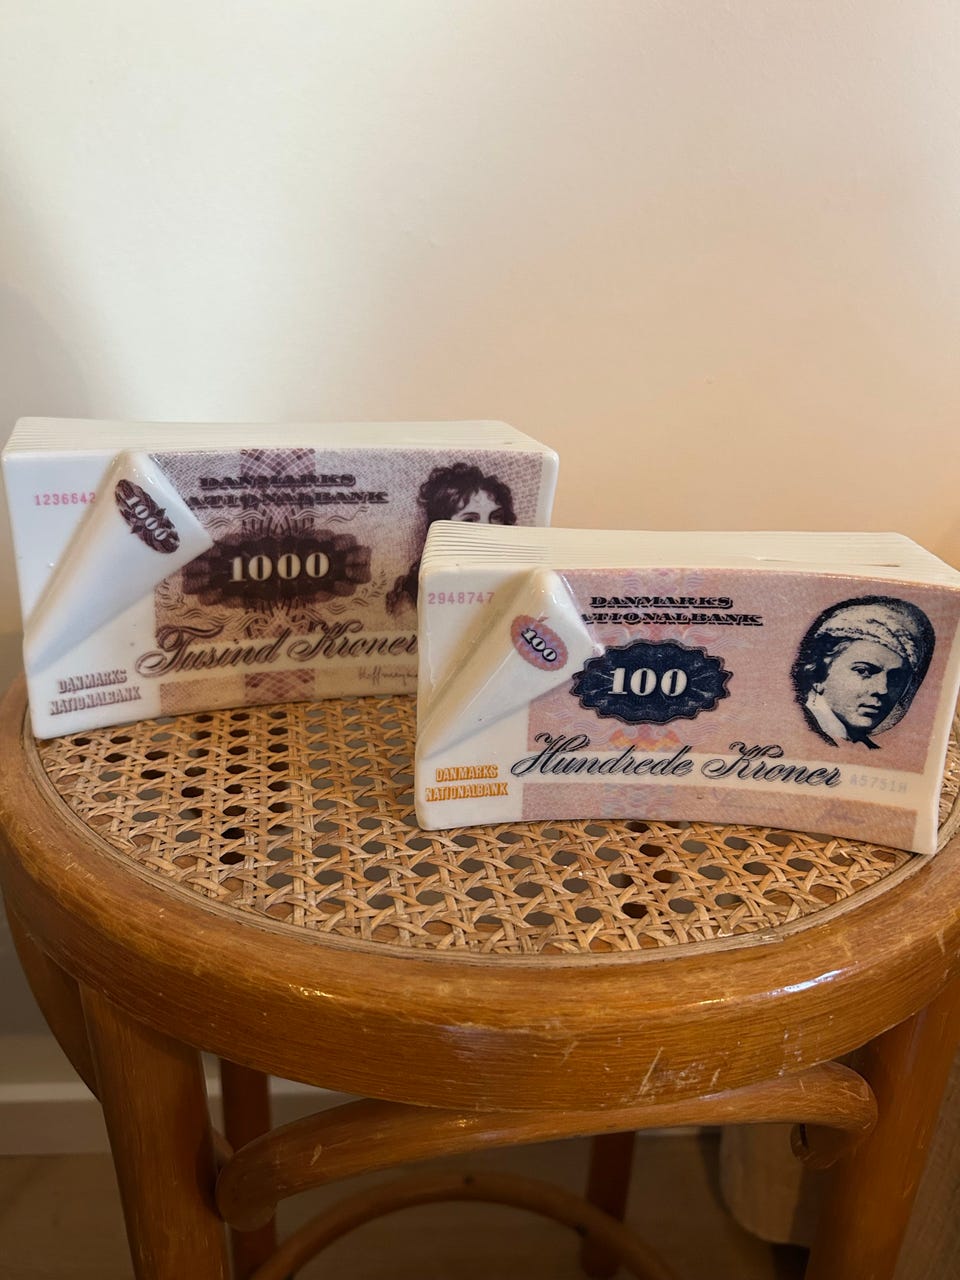 1236642
1000
DANMARKS
NATIONALBANK
1000
Tusind Kroner
DANMARKS
NATIONALBANK
2948747
100
DANMARKS
NATIONALBANK
100
Hundrede Kroner
A5751H
DANMARKS
NATIONALBANK